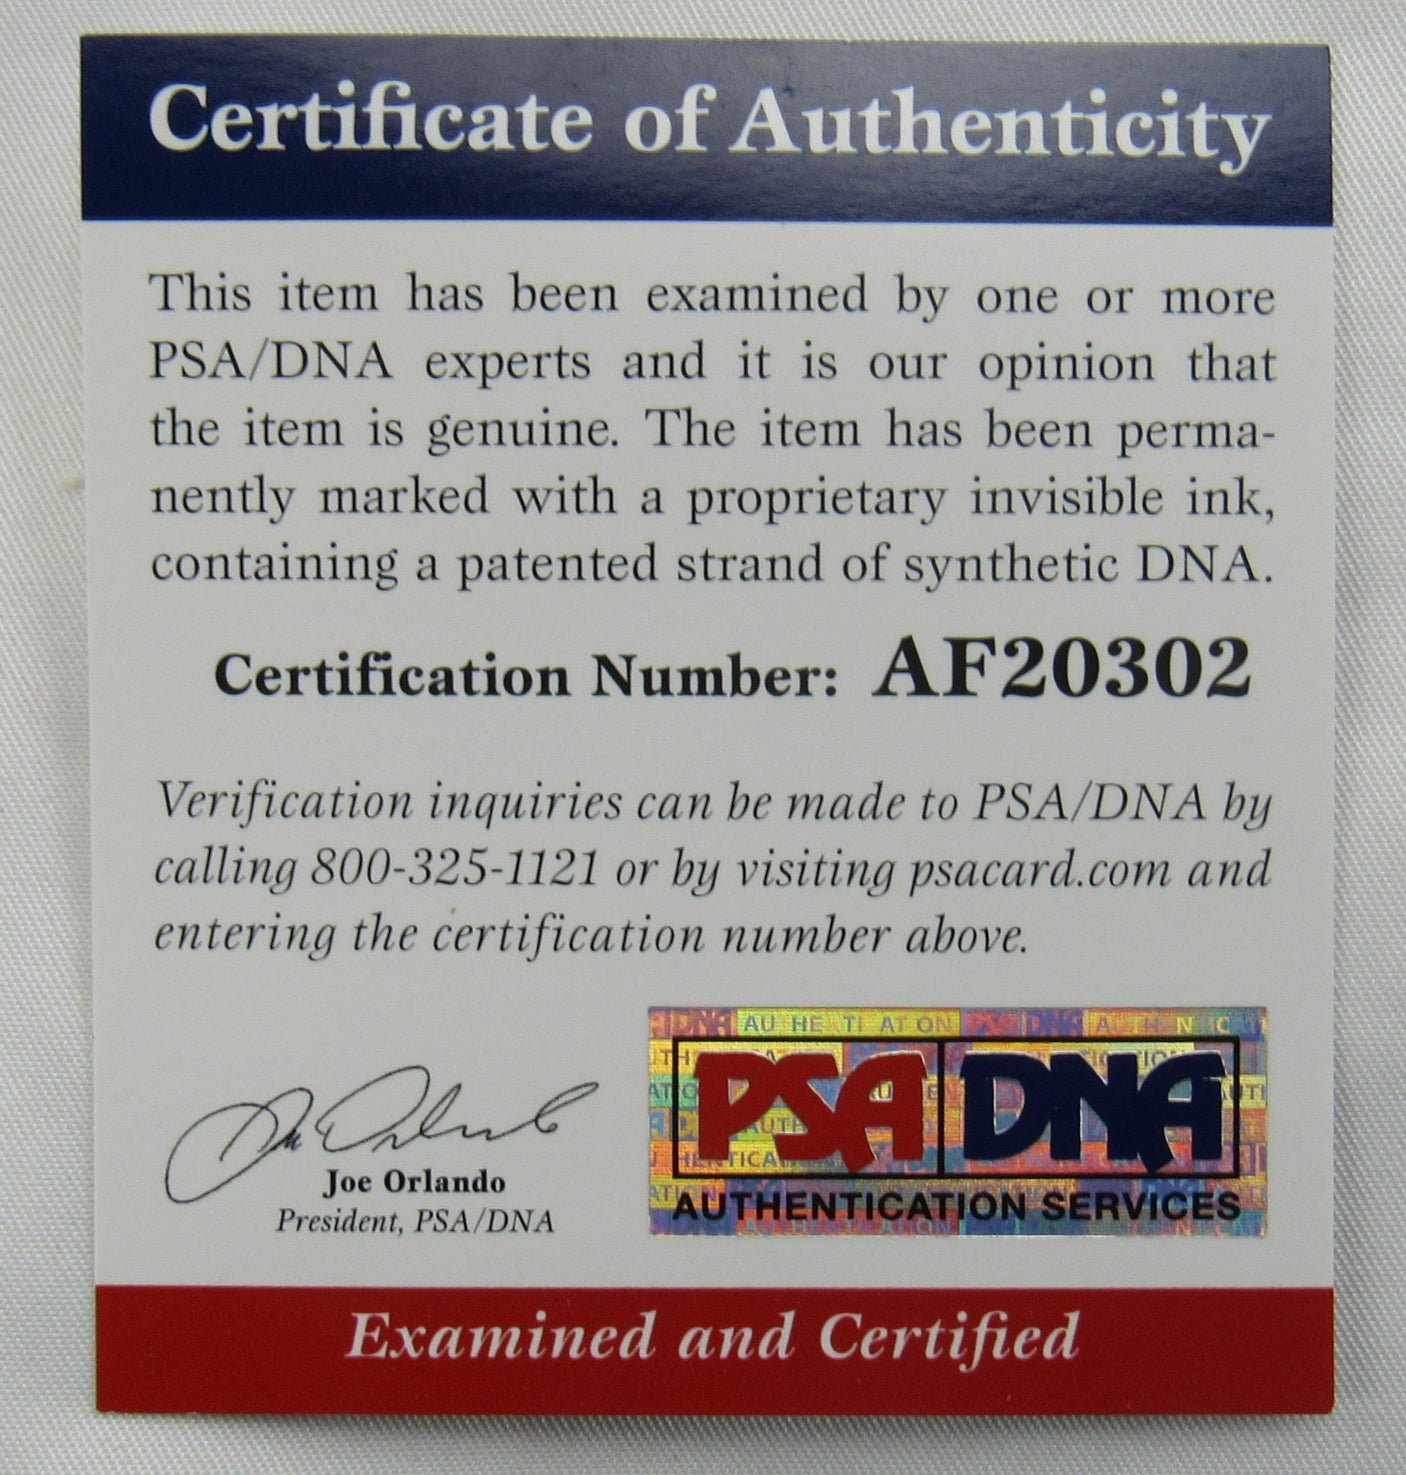 Certificate of Authenticity
This item has been examined by one or more
PSA/DNA experts and it is our opinion that
the item is genuine. The item has been perma-
nently marked with a proprietary invisible ink,
containing a patented strand of synthetic DNA.
Certification Number: AF20302
Verification inquiries can be made to PSA/DNA by
calling 800-325-1121 or by visiting psacard.com and
entering the certification number above.
Joe Orlando
President, PSA/DNA
PSA DNA
AUTHENTICATION SERVICES
Examined and Certified